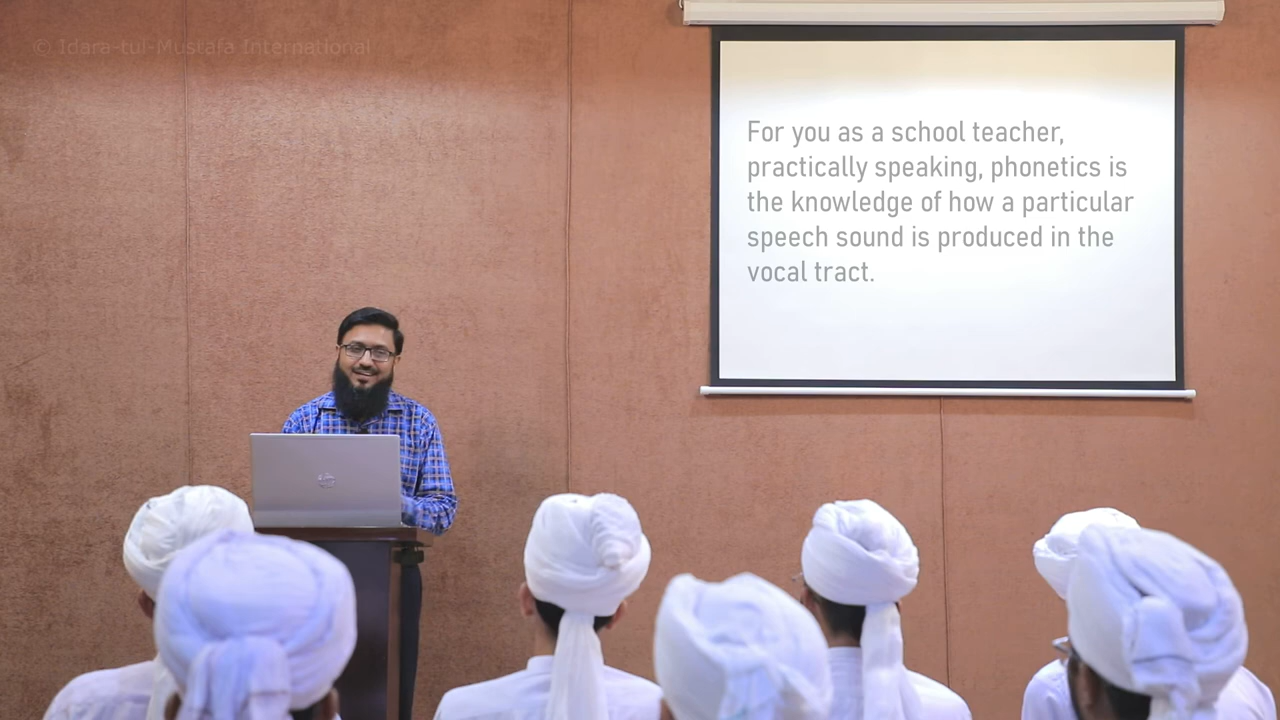 © Idara-tul-Mustafa International
For you as a school teacher,
practically speaking, phonetics is
the knowledge of how a particular
speech sound is produced in the
vocal tract.
hp